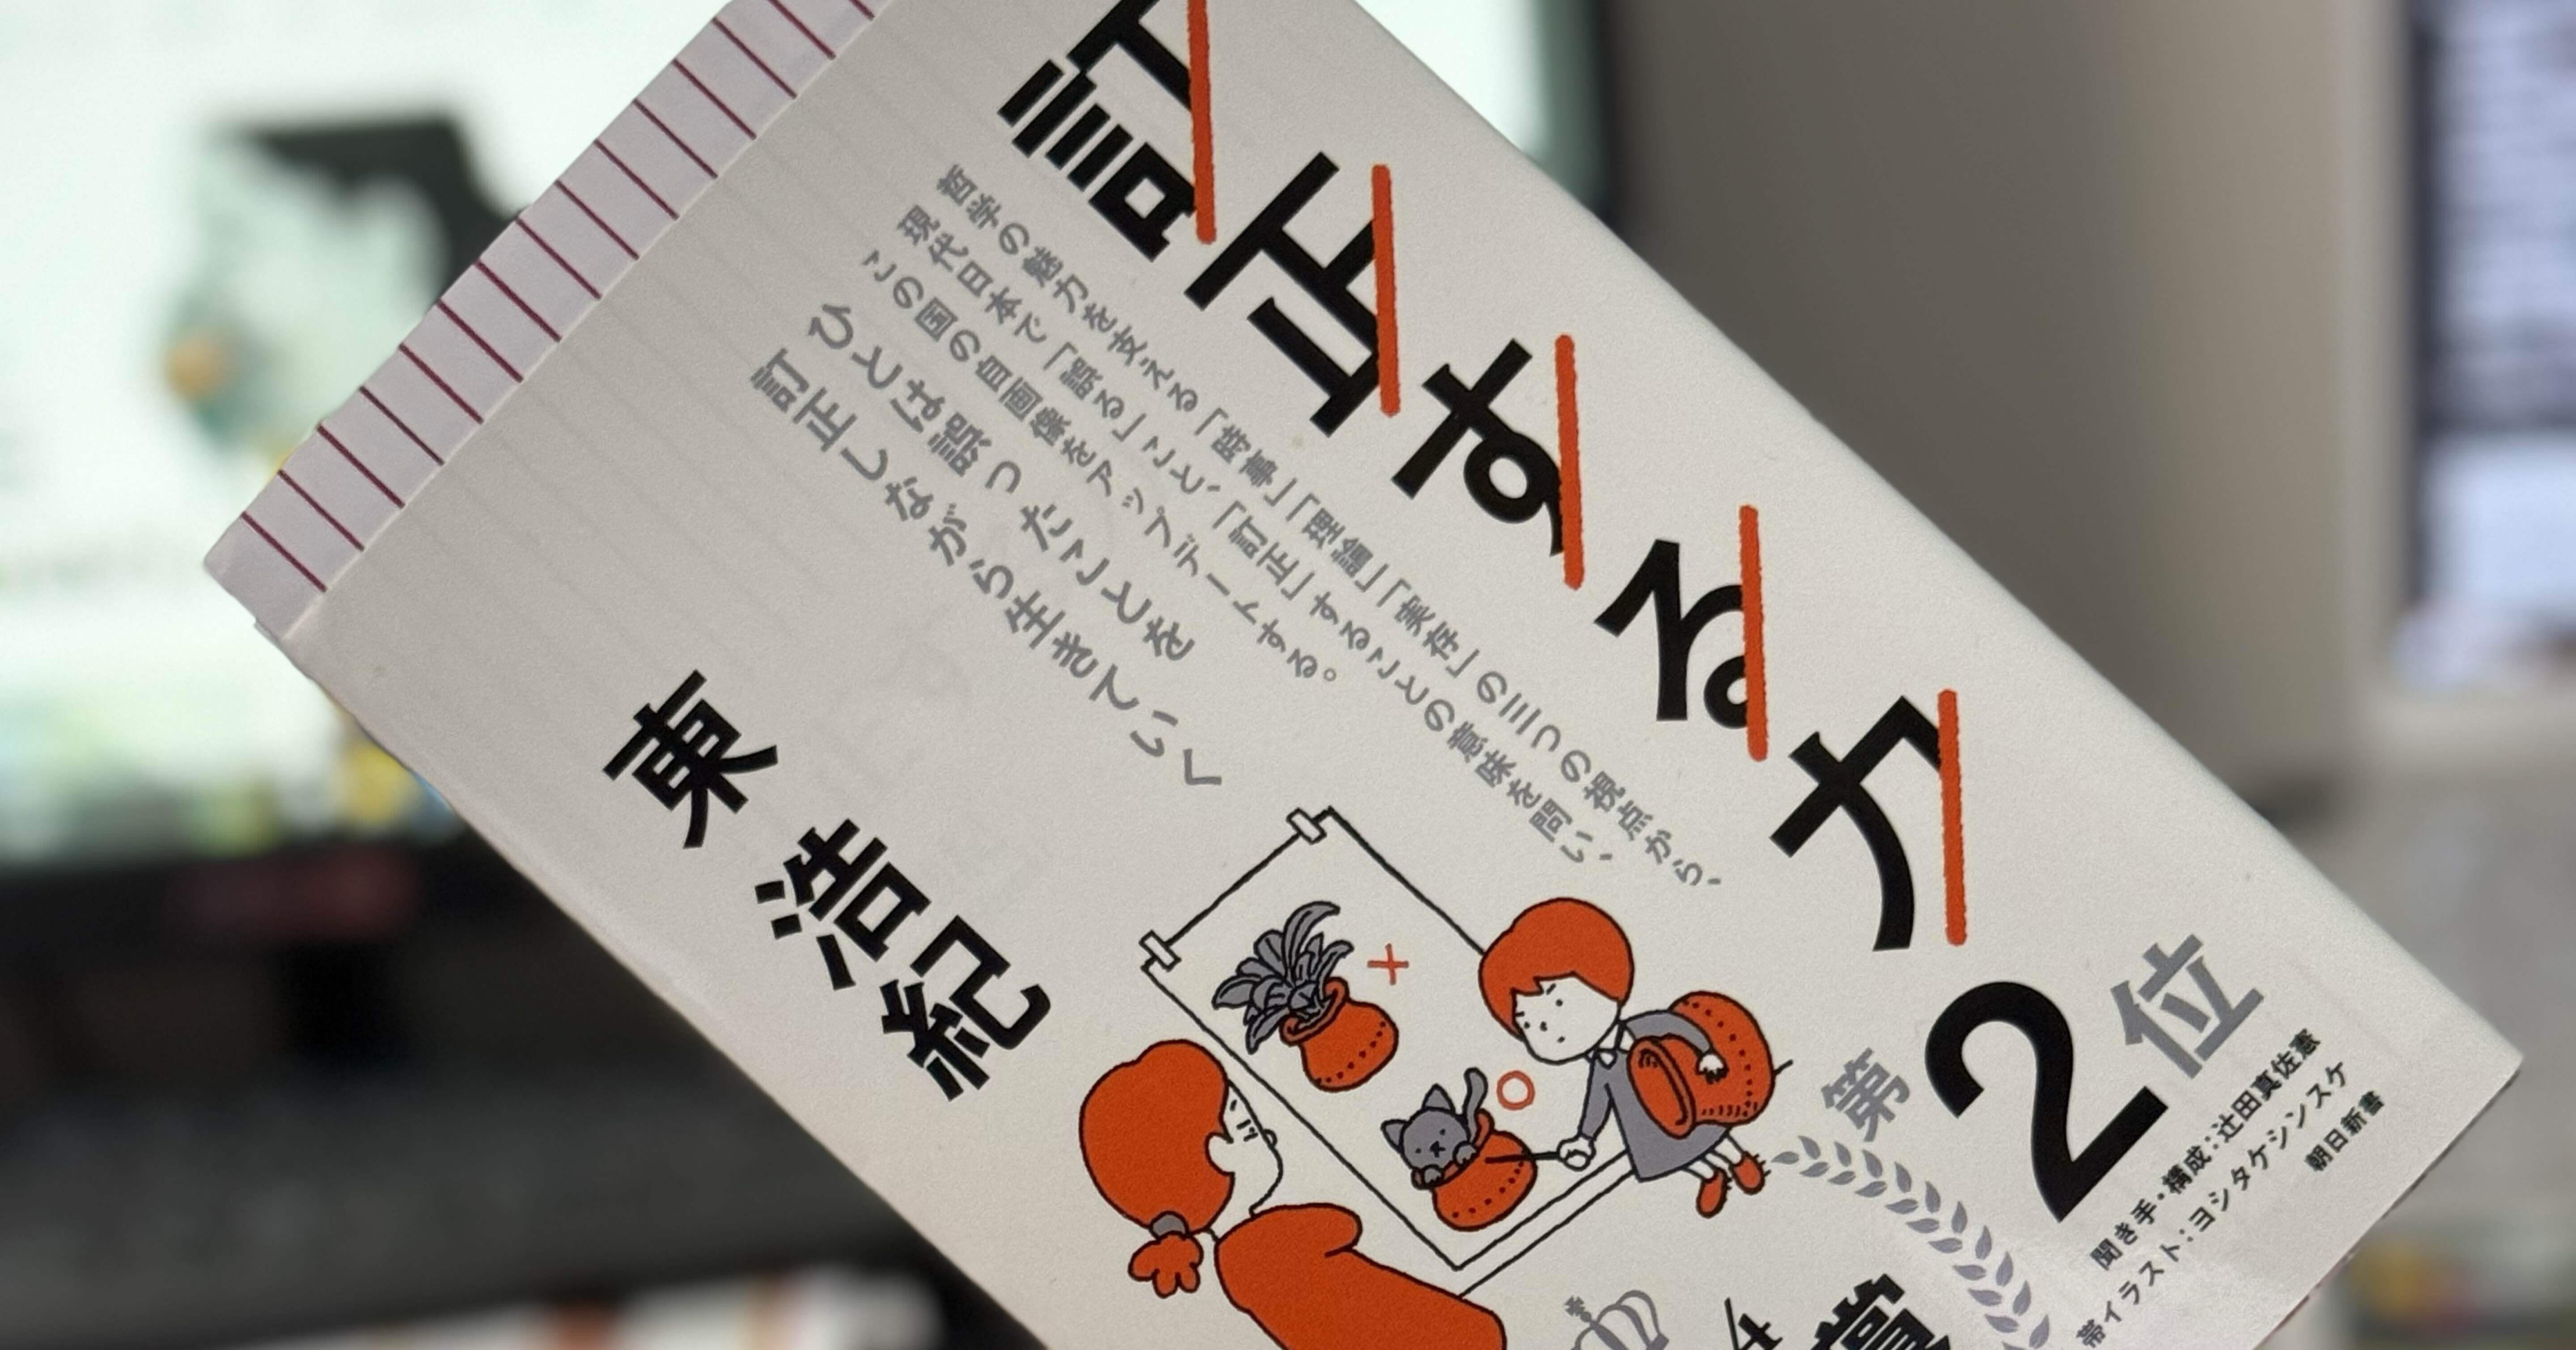 訂正する力
哲学の魅力を支える「時事」「理論」「実存」の三つの視点から、
現代日本で「誤る」こと、「訂正」することの意味を問い、
この国の自画像をアップデートする。
ひとは誤ったことを
訂正しながら生きていく
東 浩紀
第2位
聞き手・構成:辻田真佐憲
帯イラスト:ヨシタケシンスケ
朝日新書
4
賞